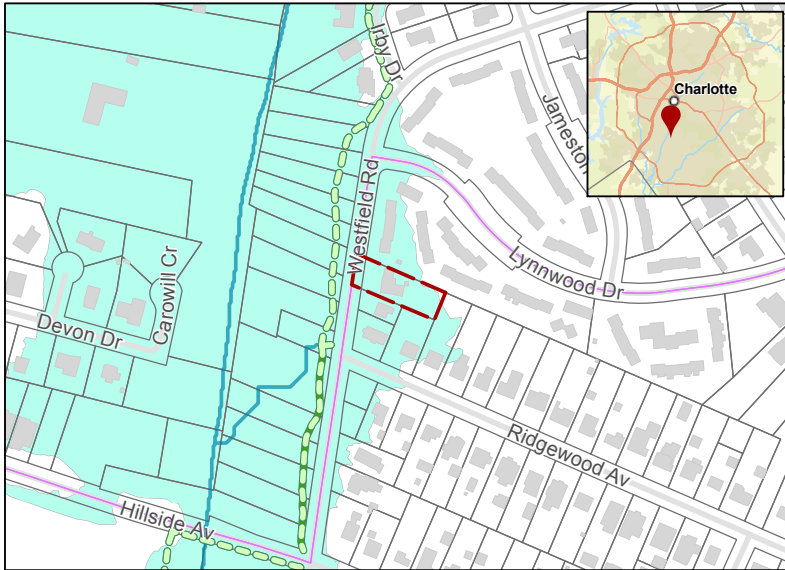 Irby Dr
Charlotte
Jameston
Westfield Rd
Lynnwood Dr
Carowill Cr
Devon Dr
Ridgewood Av
Hillside Av